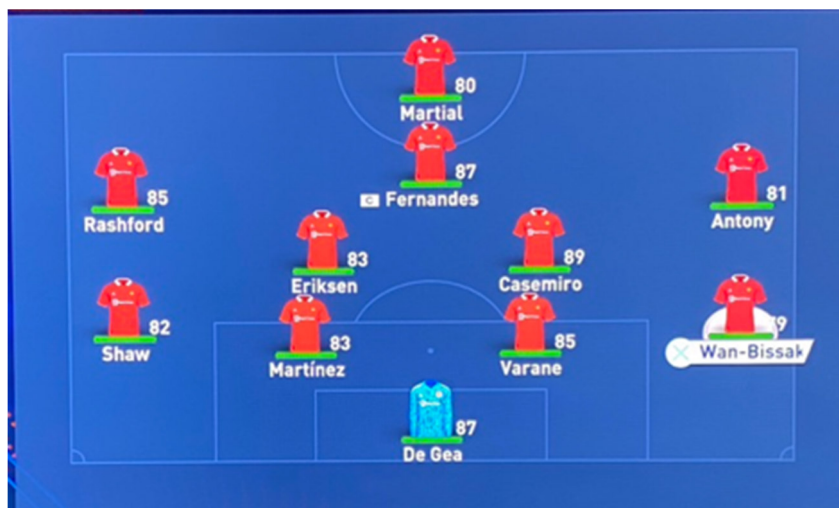 80
Martial
87
C Fernandes
85
Rashford
81
Antony
83
Eriksen
89
Casemiro
82
Shaw
83
Martínez
85
Varane
Wan-Bissak
87
De Gea